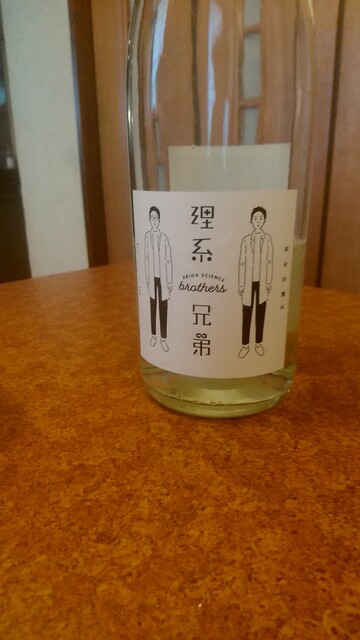 理系
ARIGA SCIENCE
brothers
兄弟